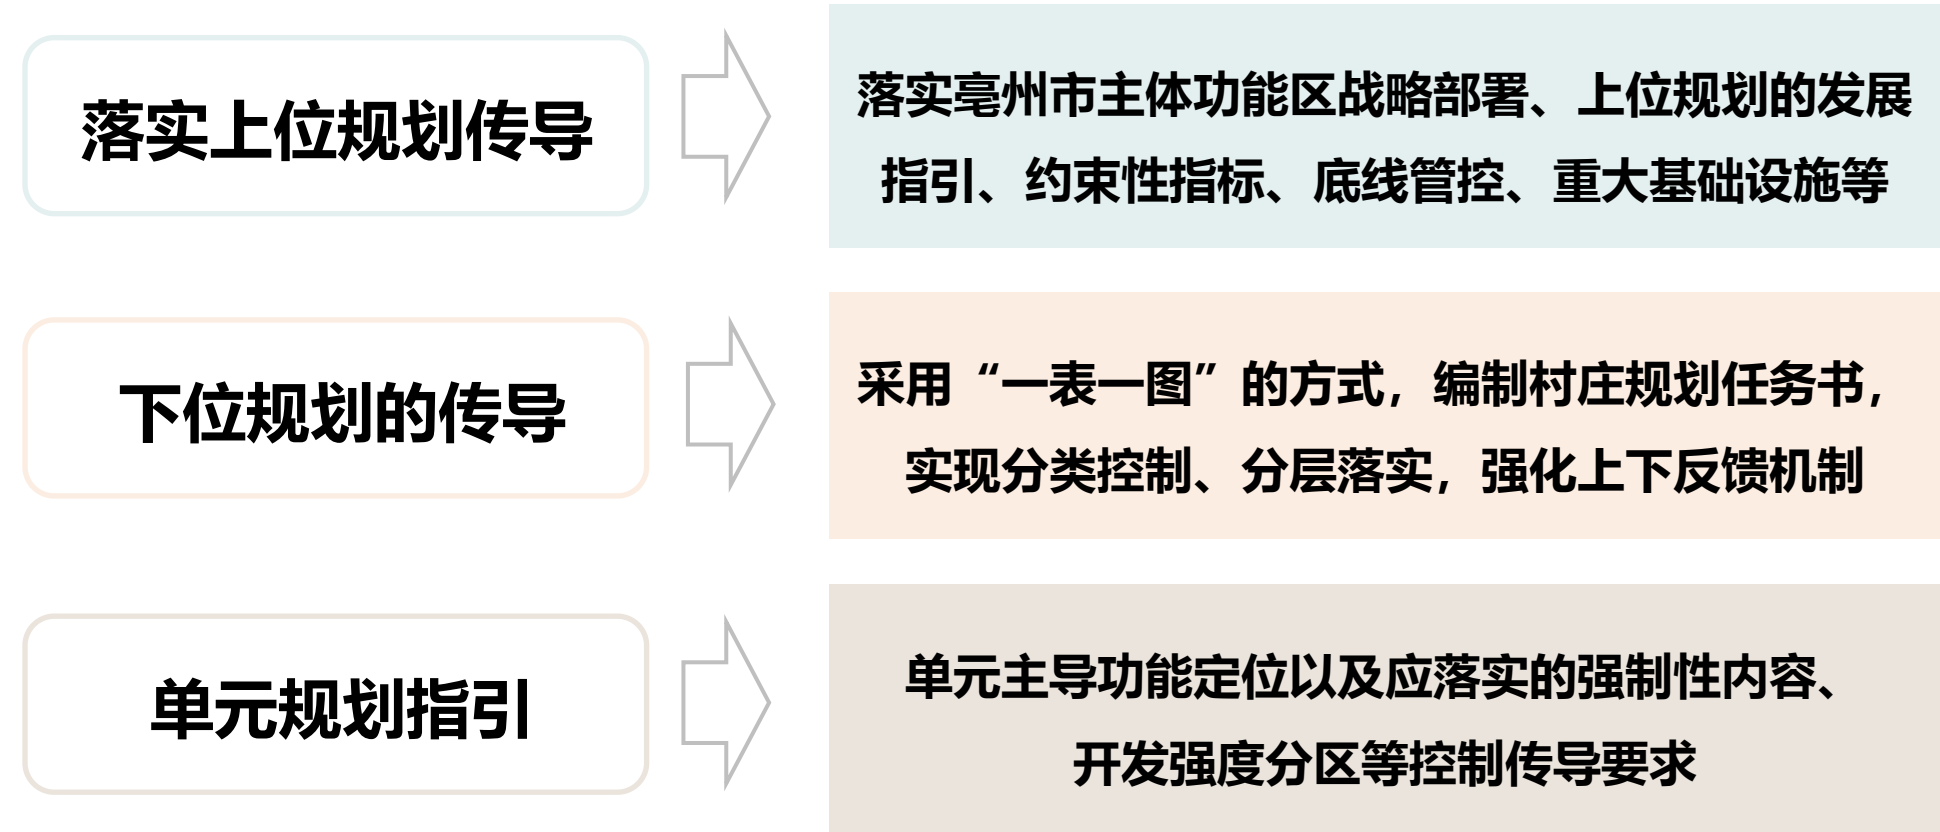 落实上位规划传导
落实亳州市主体功能区战略部署、上位规划的发展
指引、约束性指标、底线管控、重大基础设施等
下位规划的传导
采用“一表一图”的方式，编制村庄规划任务书，
实现分类控制、分层落实，强化上下反馈机制
单元规划指引
单元主导功能定位以及应落实的强制性内容、
开发强度分区等控制传导要求